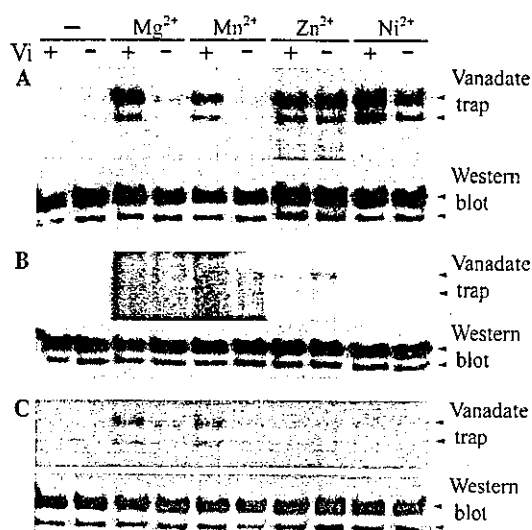 − Mg²⁺ Mn²⁺ Zn²⁺ Ni²⁺
Vi + − + − + − + − + −
A
Vanadate
trap
Western
blot
B
Vanadate
trap
Western
blot
C
Vanadate
trap
Western
blot